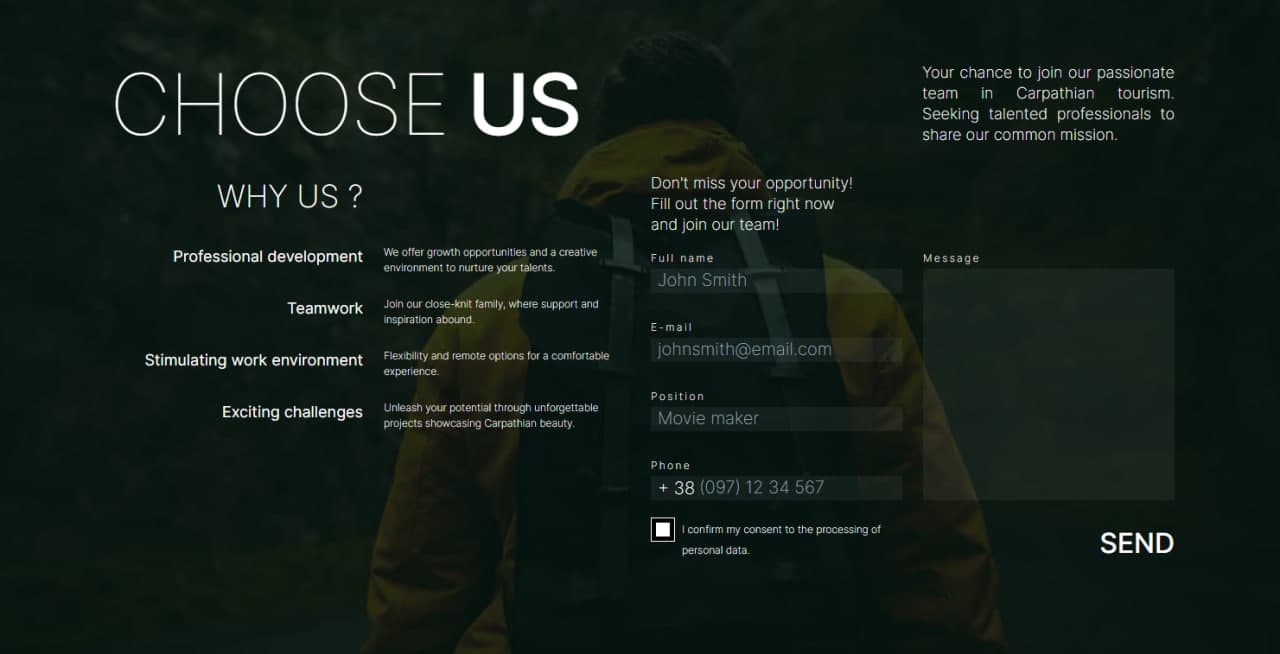 CHOOSE US
Your chance to join our passionate
team in Carpathian tourism.
Seeking talented professionals to
share our common mission.
WHY US ?
Professional development
We offer growth opportunities and a creative
environment to nurture your talents.
Teamwork
Join our close-knit family, where support and
inspiration abound.
Stimulating work environment
Flexibility and remote options for a comfortable
experience.
Exciting challenges
Unleash your potential through unforgettable
projects showcasing Carpathian beauty.
Don't miss your opportunity!
Fill out the form right now
and join our team!
Full name
John Smith
E-mail
johnsmith@email.com
Position
Movie maker
Phone
+ 38 (097) 12 34 567
I confirm my consent to the processing of
personal data.
Message
SEND